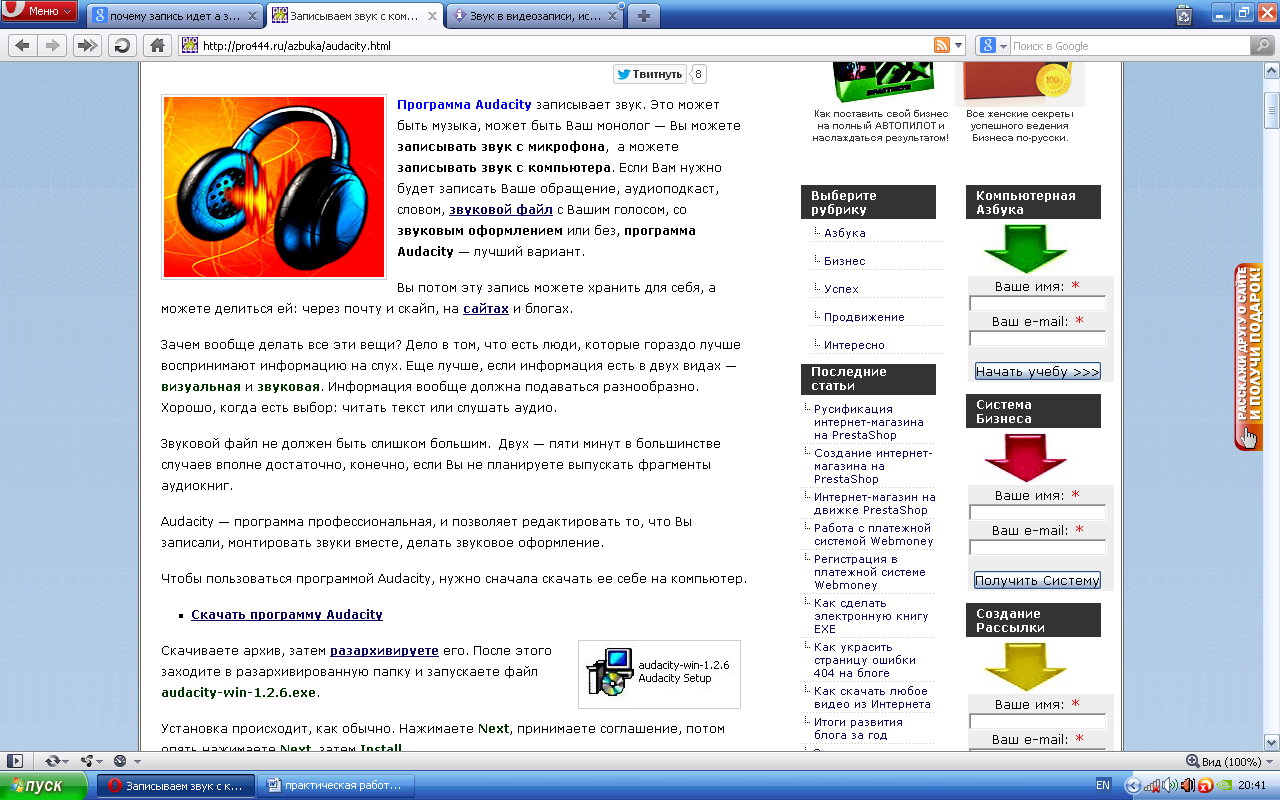 Меню
почему запись идет а з...
Записываем звук с ком...
Звук в видеозаписи, ис...
http://pro444.ru/azbuka/audacity.html
Поиск в Google
Твитнуть
8
Программа Audacity записывает звук. Это может
быть музыка, может быть Ваш монолог — Вы можете
записывать звук с микрофона, а можете
записывать звук с компьютера. Если Вам нужно
будет записать Ваше обращение, аудиоподкаст,
словом, звуковой файл с Вашим голосом, со
звуковым оформлением или без, программа
Audacity — лучший вариант.
Вы потом эту запись можете хранить для себя, а
можете делиться ей: через почту и скайп, на сайтах и блогах.
Зачем вообще делать все эти вещи? Дело в том, что есть люди, которые гораздо лучше
воспринимают информацию на слух. Еще лучше, если информация есть в двух видах —
визуальная и звуковая. Информация вообще должна подаваться разнообразно.
Хорошо, когда есть выбор: читать текст или слушать аудио.
Звуковой файл не должен быть слишком большим. Двух — пяти минут в большинстве
случаев вполне достаточно, конечно, если Вы не планируете выпускать фрагменты
аудиокниг.
Audacity — программа профессиональная, и позволяет редактировать то, что Вы
записали, монтировать звуки вместе, делать звуковое оформление.
Чтобы пользоваться программой Audacity, нужно сначала скачать ее себе на компьютер.
Скачать программу Audacity
Скачиваете архив, затем разархивируете его. После этого
заходите в разархивированную папку и запускаете файл
audacity-win-1.2.6.exe.
audacity-win-1.2.6
Audacity Setup
Установка происходит, как обычно. Нажимаете Next, принимаете соглашение, потом
опять нажимаете Next, затем Install
Как поставить свой бизнес
на полный АВТОПИЛОТ и
наслаждаться результатом!
Все женские секреты
успешного ведения
Бизнеса по-русски.
100%
Выберите
рубрику
Азбука
Бизнес
Успех
Продвижение
Интересно
Последние
статьи
Русификация
интернет-магазина
на PrestaShop
Создание интернет-
магазина на
PrestaShop
Интернет-магазин на
движке PrestaShop
Работа с платежной
системой Webmoney
Регистрация в
платежной системе
Webmoney
Как сделать
электронную книгу
EXE
Как украсить
страницу ошибки
404 на блоге
Как скачать любое
видео из Интернета
Итоги развития
блога за год
Компьютерная
Азбука
Ваше имя: *
Ваш e-mail: *
Начать учебу >>>
Система
Бизнеса
Ваше имя: *
Ваш e-mail: *
Получить Систему
Создание
Рассылки
Ваше имя: *
Ваш e-mail: *
РАССКАЖИ ДРУГУ О САЙТЕ
И ПОЛУЧИ ПОДАРОК!
Вид (100%)
пуск
Записываем звук с к...
практическая работ...
EN
20:41